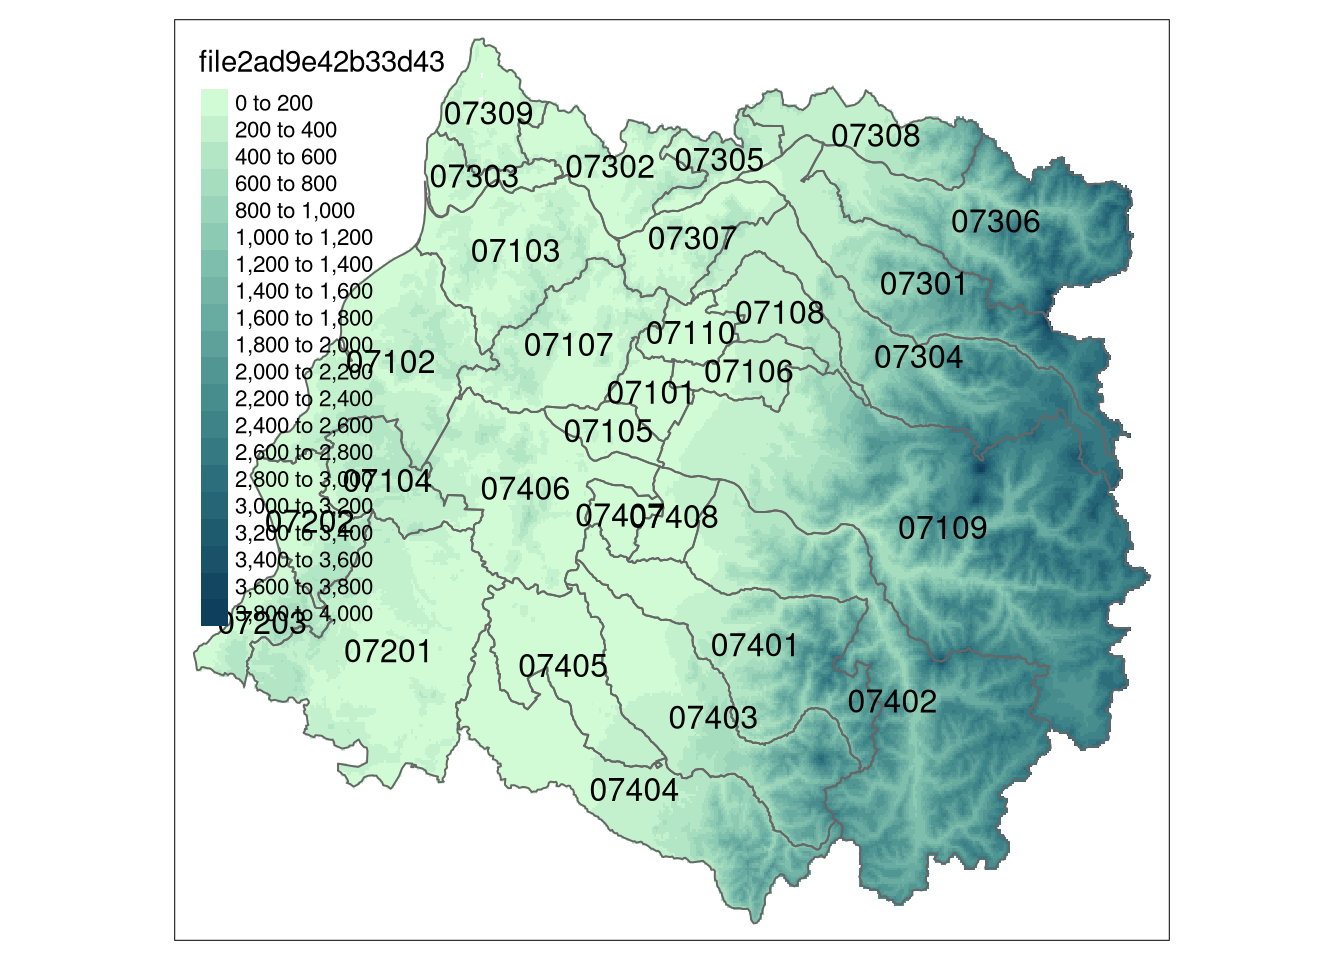 file2ad9e42b33d43
0 to 200
200 to 400
400 to 600
600 to 800
800 to 1,000
1,000 to 1,200
1,200 to 1,400
1,400 to 1,600
1,600 to 1,800
1,800 to 2,000
2,000 to 2,200
2,200 to 2,400
2,400 to 2,600
2,600 to 2,800
2,800 to 3,000
3,000 to 3,200
3,200 to 3,400
3,400 to 3,600
3,600 to 3,800
3,800 to 4,000
07309
07308
07302
07305
07303
07306
07307
07103
07301
07108
07110
07107
07304
07102
07106
07101
07105
07104
07406
07407
07408
07202
07109
07203
07201
07401
07405
07402
07403
07404